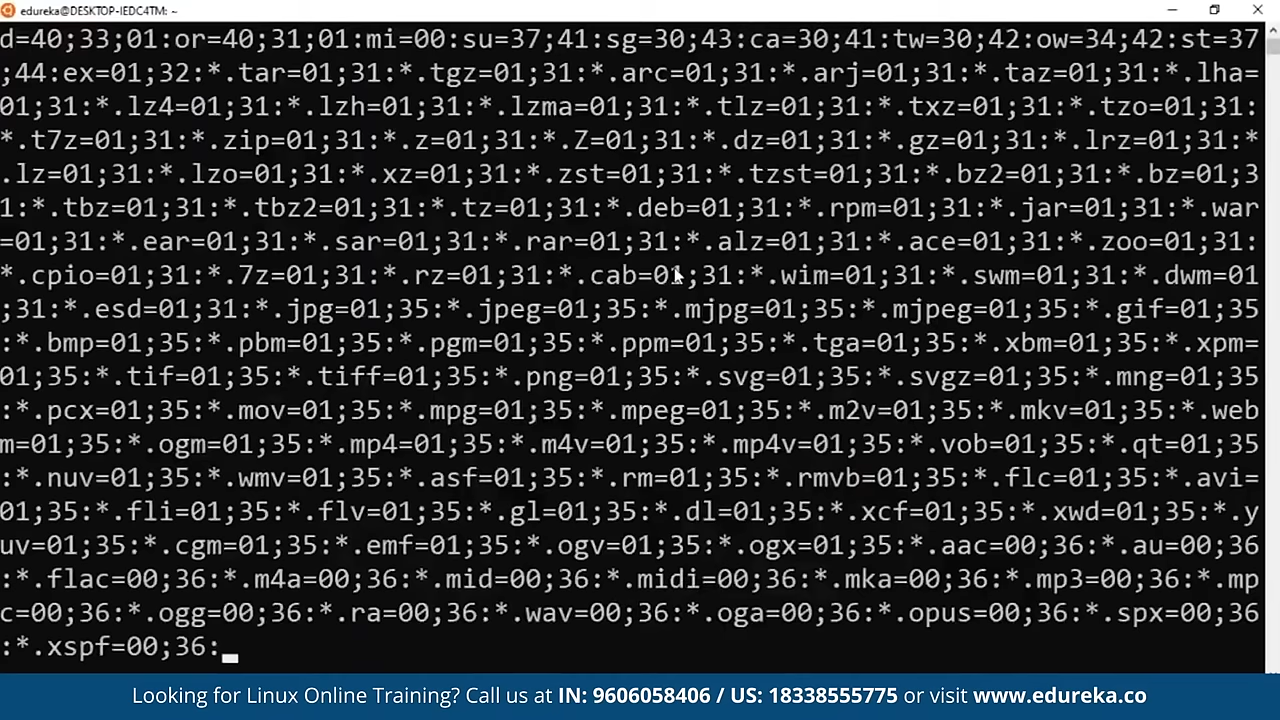 edureka@DESKTOP-IEDC4TM: ~
d=40;33;01:or=40;31;01:mi=00:su=37;41:sg=30;43:ca=30;41:tw=30;42:ow=34;42:st=37
;44:ex=01;32:*.tar=01;31:*.tgz=01;31:*.arc=01;31:*.arj=01;31:*.taz=01;31:*.lha=
01;31:*.lz4=01;31:*.lzh=01;31:*.lzma=01;31:*.tlz=01;31:*.txz=01;31:*.tzo=01;31:
*.t7z=01;31:*.zip=01;31:*.z=01;31:*.Z=01;31:*.dz=01;31:*.gz=01;31:*.lrz=01;31:*
.lz=01;31:*.lzo=01;31:*.xz=01;31:*.zst=01;31:*.tzst=01;31:*.bz2=01;31:*.bz=01;3
1:*.tbz=01;31:*.tbz2=01;31:*.tz=01;31:*.deb=01;31:*.rpm=01;31:*.jar=01;31:*.war
=01;31:*.ear=01;31:*.sar=01;31:*.rar=01;31:*.alz=01;31:*.ace=01;31:*.zoo=01;31:
*.cpio=01;31:*.7z=01;31:*.rz=01;31:*.cab=01;31:*.wim=01;31:*.swm=01;31:*.dwm=01
;31:*.esd=01;31:*.jpg=01;35:*.jpeg=01;35:*.mjpg=01;35:*.mjpeg=01;35:*.gif=01;35
:*.bmp=01;35:*.pbm=01;35:*.pgm=01;35:*.ppm=01;35:*.tga=01;35:*.xbm=01;35:*.xpm=
01;35:*.tif=01;35:*.tiff=01;35:*.png=01;35:*.svg=01;35:*.svgz=01;35:*.mng=01;35
:*.pcx=01;35:*.mov=01;35:*.mpg=01;35:*.mpeg=01;35:*.m2v=01;35:*.mkv=01;35:*.web
m=01;35:*.ogm=01;35:*.mp4=01;35:*.m4v=01;35:*.mp4v=01;35:*.vob=01;35:*.qt=01;35
:*.nuv=01;35:*.wmv=01;35:*.asf=01;35:*.rm=01;35:*.rmvb=01;35:*.flc=01;35:*.avi=
01;35:*.fli=01;35:*.flv=01;35:*.gl=01;35:*.dl=01;35:*.xcf=01;35:*.xwd=01;35:*.y
uv=01;35:*.cgm=01;35:*.emf=01;35:*.ogv=01;35:*.ogx=01;35:*.aac=00;36:*.au=00;36
:*.flac=00;36:*.m4a=00;36:*.mid=00;36:*.midi=00;36:*.mka=00;36:*.mp3=00;36:*.mp
c=00;36:*.ogg=00;36:*.ra=00;36:*.wav=00;36:*.oga=00;36:*.opus=00;36:*.spx=00;36
:*.xspf=00;36:
Looking for Linux Online Training? Call us at IN: 9606058406 / US: 18338555775 or visit www.edureka.co